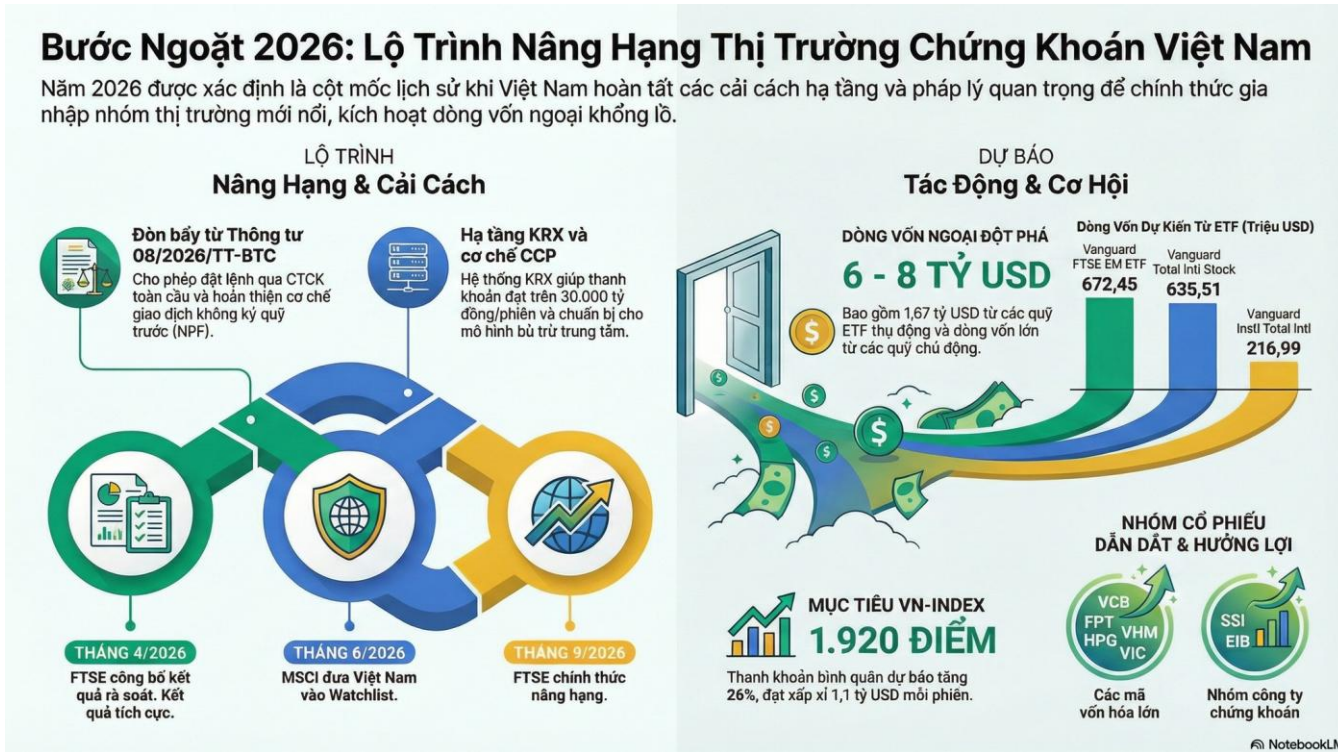 Bước Ngoặt 2026: Lộ Trình Nâng Hạng Thị Trường Chứng Khoán Việt Nam
Năm 2026 được xác định là cột mốc lịch sử khi Việt Nam hoàn tất các cải cách hạ tầng và pháp lý quan trọng để chính thức gia
nhập nhóm thị trường mới nổi, kích hoạt dòng vốn ngoại khổng lồ.
LỘ TRÌNH
Nâng Hạng & Cải Cách
Đòn bẩy từ Thông tư
08/2026/TT-BTC
Cho phép đặt lệnh qua CTCK
toàn cầu và hoản thiện cơ chế
giao dịch không ký quỹ
trước (NPF).
Hạ tầng KRX và
cơ chế CCP
Hệ thống KRX giúp thanh
khoản đạt trên 30.000 tỷ
đồng/phiên và chuẩn bị cho
mô hình bù trừ trung tăm.
THÁNG 4/2026
FTSE công bố kết
quả rà soát. Kết
quả tích cực.
THÁNG 6/2026
MSCI đưa Việt Nam
vào Watchlist.
THÁNG 9/2026
FTSE chính thức
nâng hạng.
DỰ BÁO
Tác Động & Cơ Hội
DÒNG VỐN NGOẠI ĐỘT PHÁ
6 - 8 TỶ USD
Bao gồm 1,67 tỷ USD từ các quỹ
ETF thụ động và dòng vốn lớn
từ các quỹ chủ động.
Dòng Vốn Dự Kiến Từ ETF (Triệu USD)
Vanguard
FTSE EM ETF
672,45
Vanguard
Total Inti Stock
635,51
Vanguard
Instl Total Intl
216,99
$
$
$
$
$
$
MỤC TIÊU VN-INDEX
1.920 ĐIỂM
Thanh khoản bình quân dự báo tăng
26%, đạt xấp xỉ 1,1 tỷ USD mỗi phiên.
NHÓM CỔ PHIẾU
DẪN DẮT & HƯỞNG LỢI
VCB
FPT
HPG VHM
VIC
Các mã
vốn hóa lớn
SSI
EIB
Nhóm công ty
chứng khoán
NotebookLM